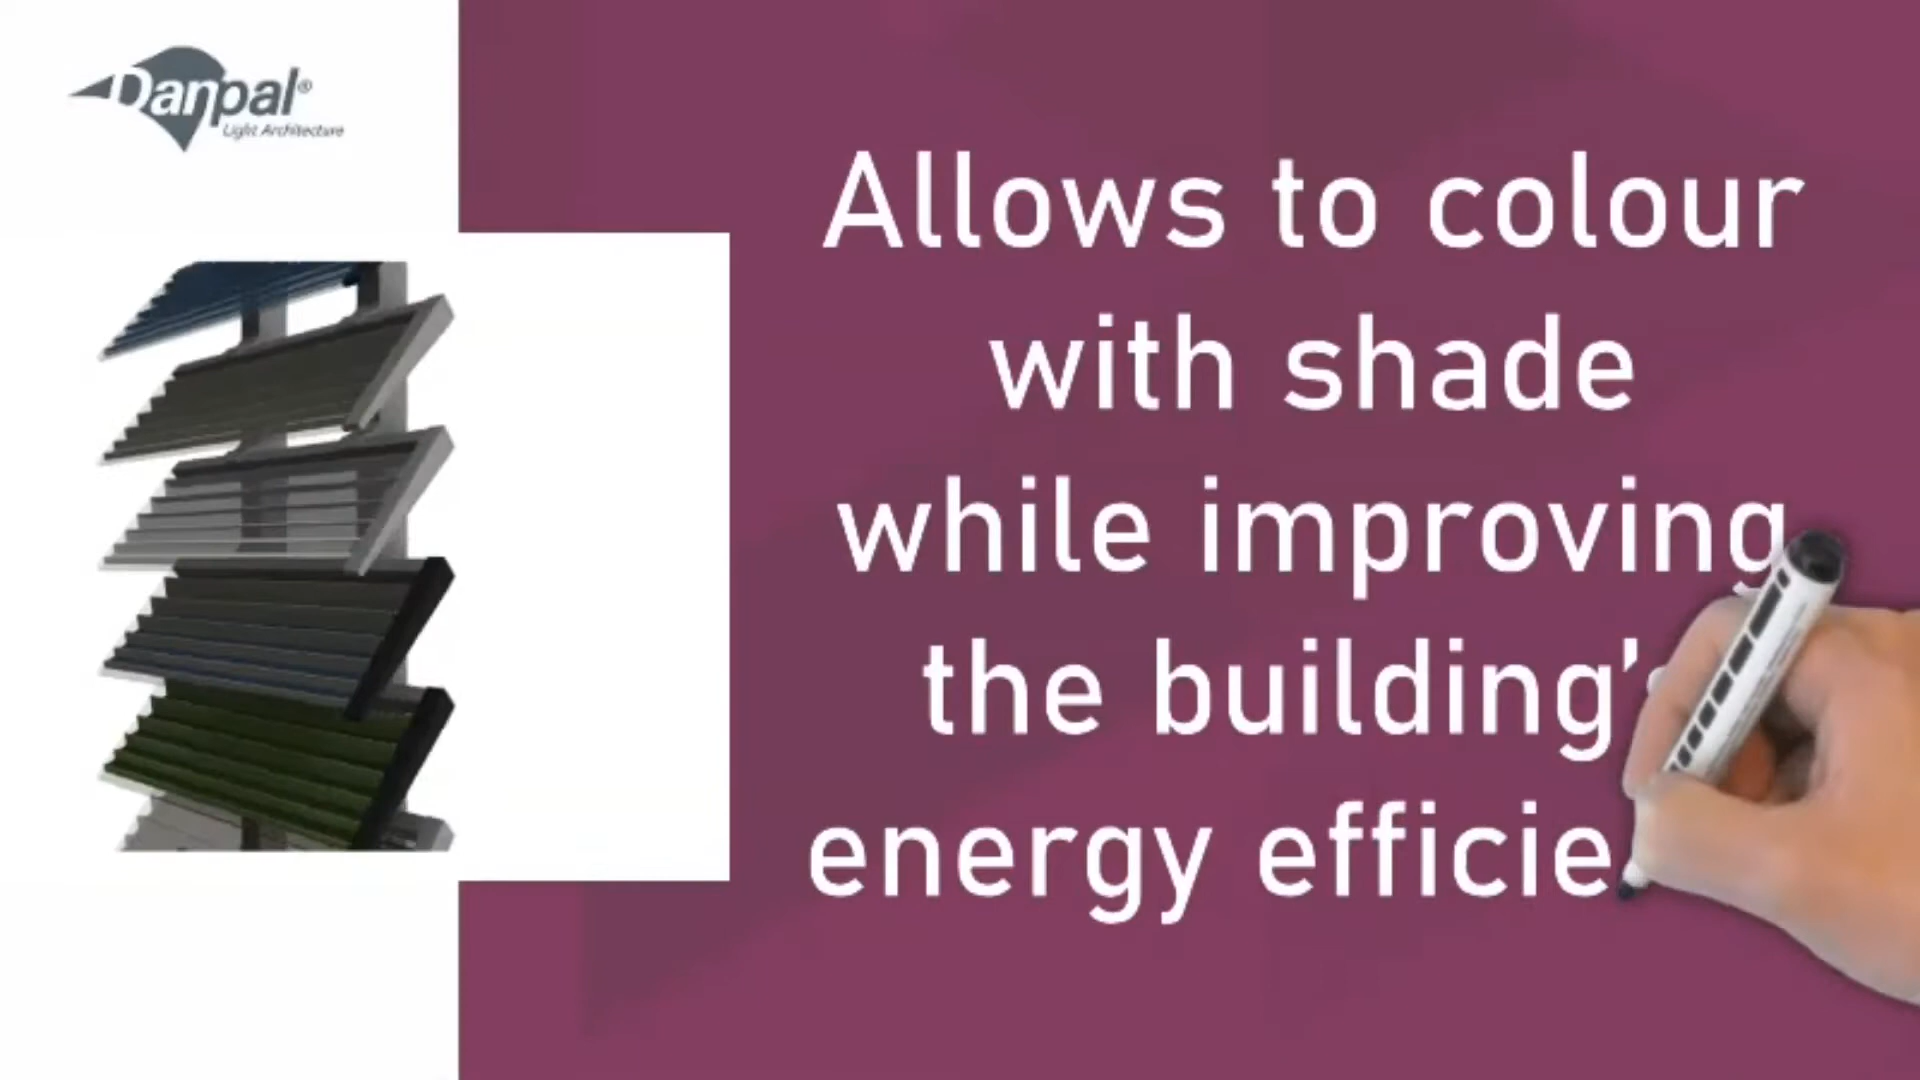 Danpal®
Light Architecture
Allows to colour
with shade
while improving
the building's
energy efficie